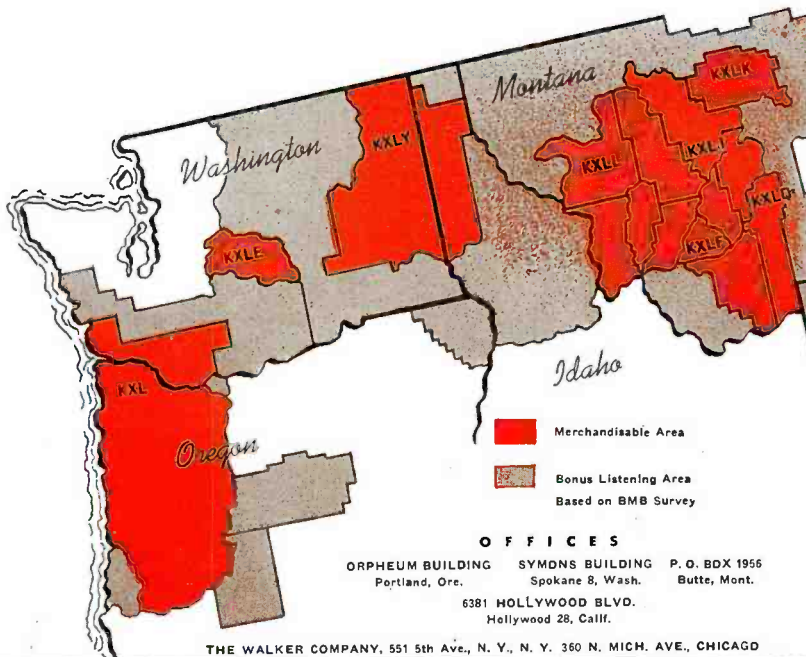 Montana
KXLK
Washington
KXLY
KXLL
KXLJ
KXLQ
KXLE
KXLF
Idaho
KXL
Oregon
Merchandisable Area
Bonus Listening Area
Based on BMB Survey
OFFICES
ORPHEUM BUILDING SYMONS BUILDING P. O. BOX 1956
Portland, Ore. Spokane 8, Wash. Butte, Mont.
6381 HOLLYWOOD BLVD.
Hollywood 28, Calif.
THE WALKER COMPANY, 551 5th Ave., N. Y., N. Y. 360 N. MICH. AVE., CHICAGO